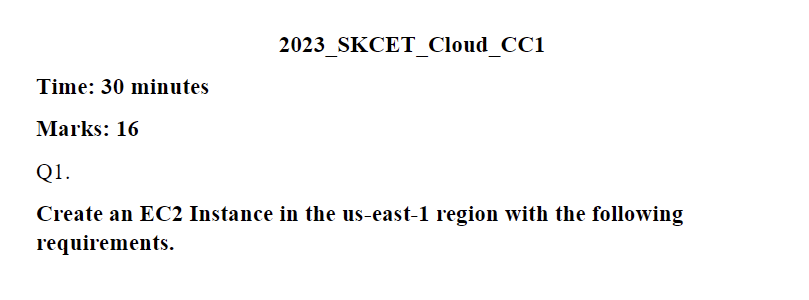 2023_SKCET_Cloud_CC1
Time: 30 minutes
Marks: 16
Q1.
Create an EC2 Instance in the us-east-1 region with the following
requirements.